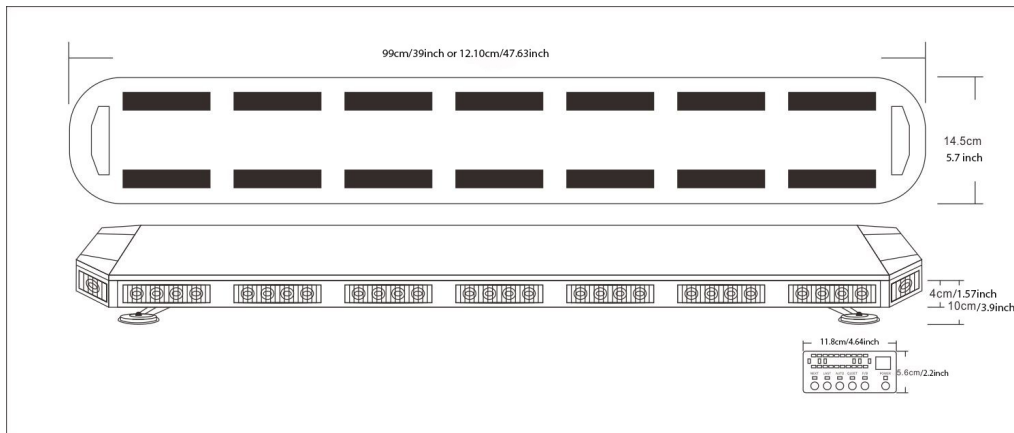 99cm/39inch or 12.10cm/47.63inch
14.5cm
5.7 inch
4cm/1.57inch
10cm/3.9inch
11.8cm/4.64inch
5.6cm/2.2inch
POWER